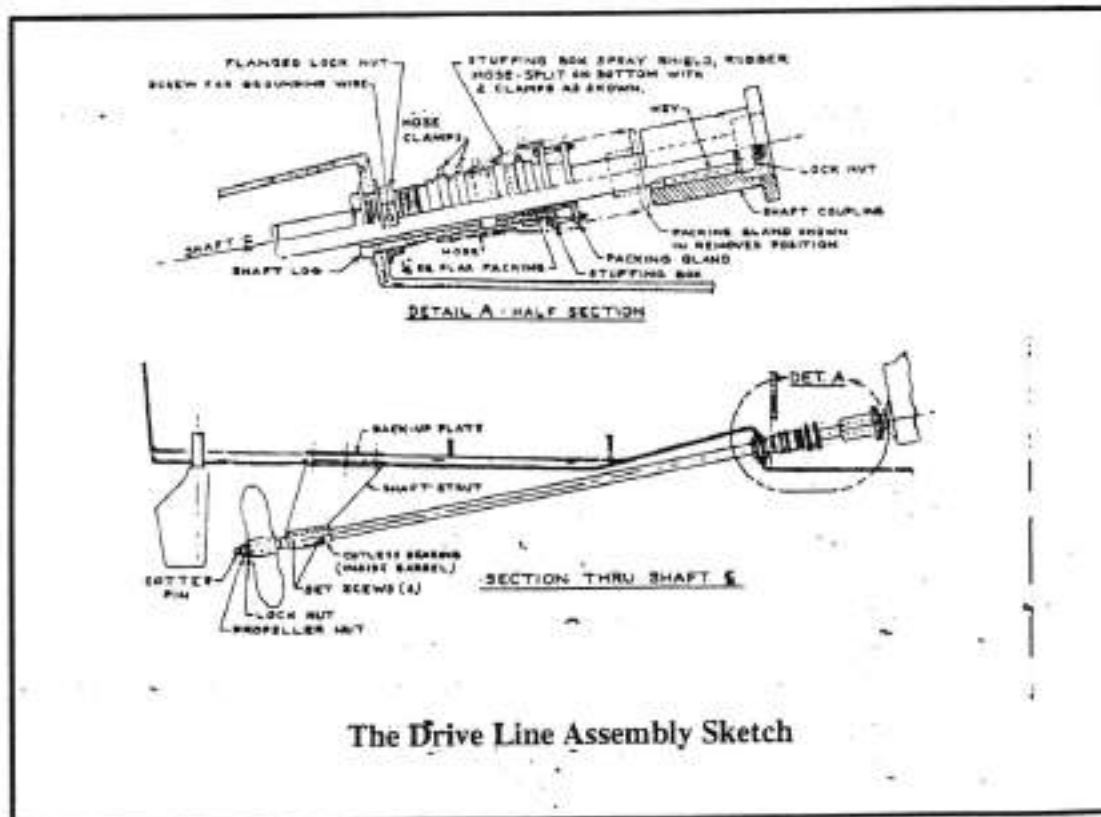 FLANGED LOCK NUT
SCREW FOR GROUNDING WIRE
STUFFING BOX SPRAY SHIELD, RUBBER
HOSE-SPLIT ON BOTTOM WITH
2 CLAMPS AS SHOWN.
HOSE
CLAMPS
KEY
LOCK NUT
SHAFT COUPLING
SHAFT ℄
PACKING GLAND SHOWN
IN REMOVED POSITION
HOSE
PACKING GLAND
SHAFT LOG
FLAX PACKING
STUFFING BOX
DETAIL A - HALF SECTION
DET. A
BACK-UP PLATE
SHAFT STRUT
CUTLESS BEARING
(INSIDE BARREL)
SECTION THRU SHAFT ℄
COTTER
PIN
SET SCREWS
LOCK NUT
PROPELLER NUT
The Drive Line Assembly Sketch